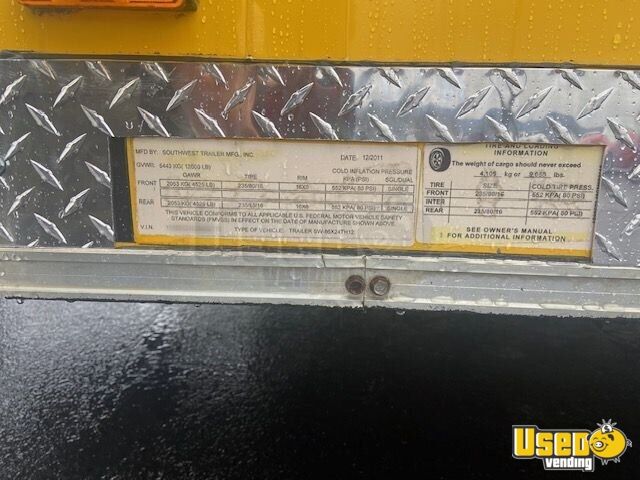 MFD BY: SOUTHWEST TRAILER MFG., INC. DATE: 12/2011
GVWR:
GAWR TIRE RIM COLD INFLATION PRESSURE
KPA (PSI) SGL/DUAL
FRONT 2053 KG( 4525 LB) 235/80/16 16X6 552 KPA( 80 PSI) SINGLE
REAR 2053 KG( 4525 LB) 235/80/16 16X6 552 KPA( 80 PSI) SINGLE
THIS VEHICLE CONFORMS TO ALL APPLICABLE U.S. FEDERAL MOTOR VEHICLE SAFETY
STANDARDS (FMVSS) IN EFFECT ON THE DATE OF MANUFACTURE SHOWN ABOVE.
V.I.N. TYPE OF VEHICLE: TRAILER
TIRE AND LOADING
INFORMATION
The weight of cargo should never exceed
kg or lbs.
TIRE SIZE COLD TIRE PRESS.
FRONT 235/80/16 552 KPA( 80 PSI)
INTER
REAR 235/80/16 552 KPA( 80 PSI)
SEE OWNER'S MANUAL
FOR ADDITIONAL INFORMATION
Used
vending